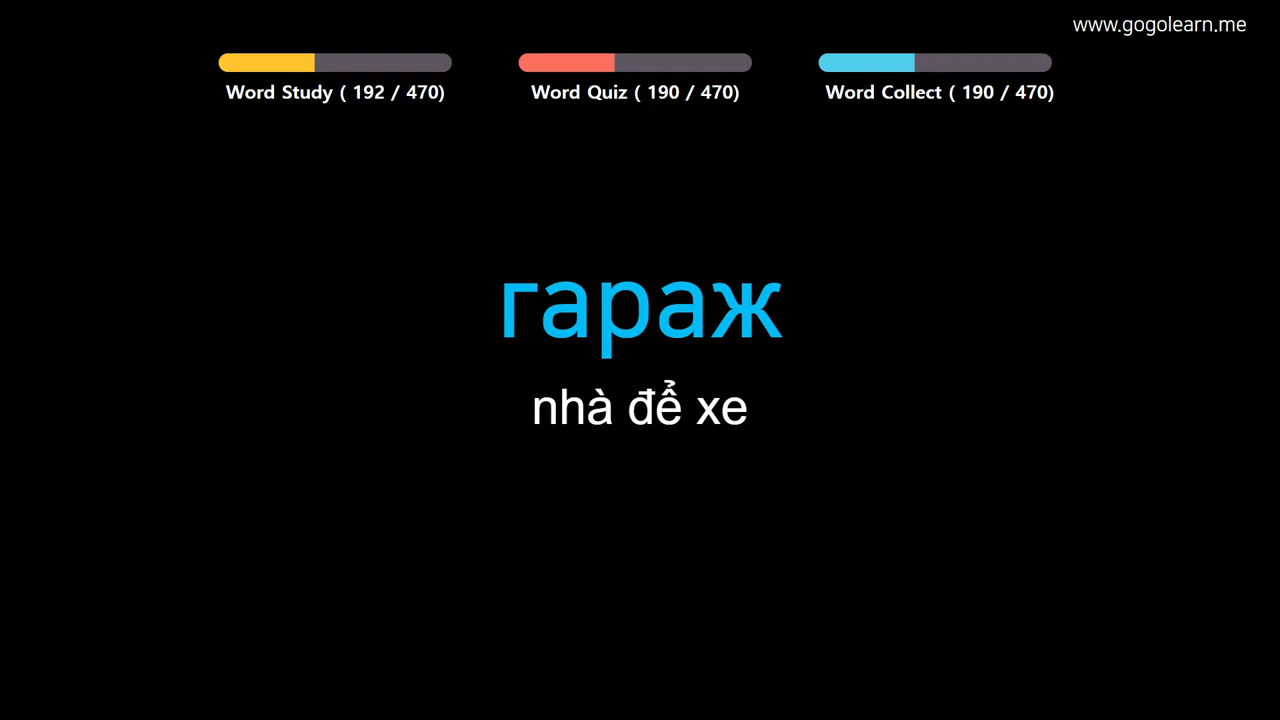 www.gogolearn.me
Word Study ( 192 / 470)
Word Quiz ( 190 / 470)
Word Collect ( 190 / 470)
гараж
nhà để xe